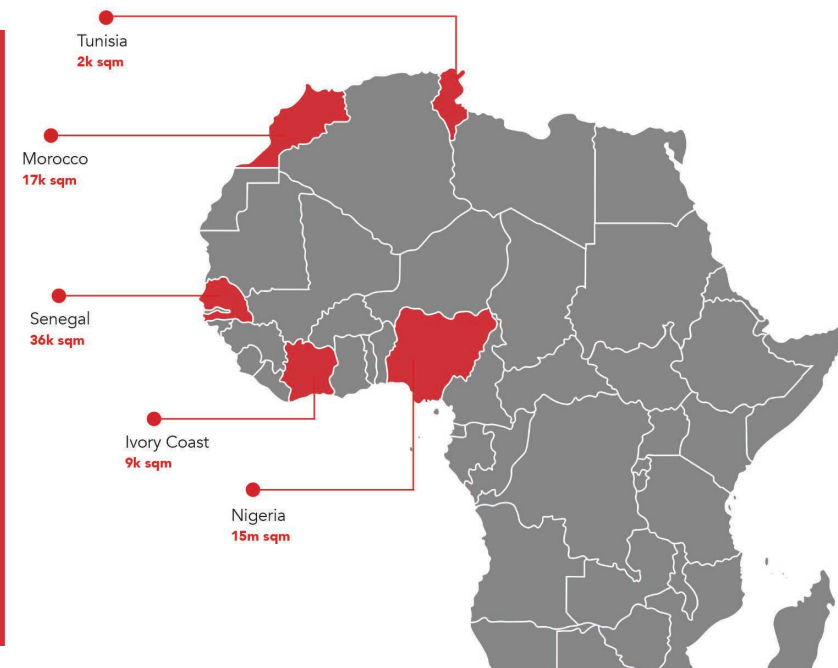 Tunisia
2k sqm
Morocco
17k sqm
Senegal
36k sqm
Ivory Coast
9k sqm
Nigeria
15m sqm